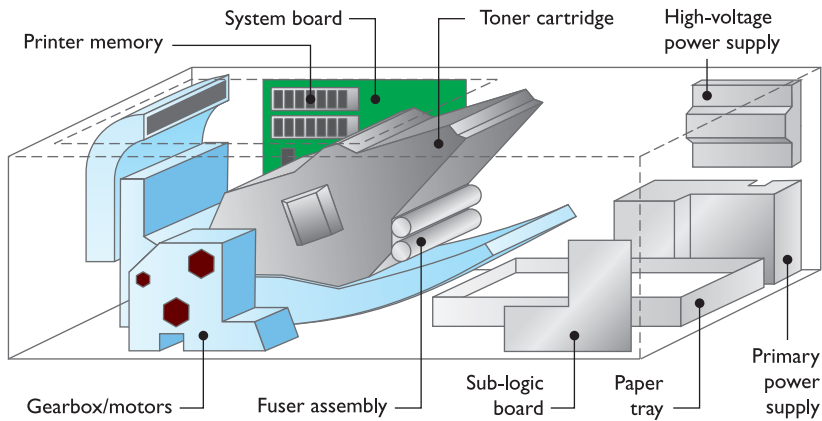 System board
Toner cartridge
High-voltage
power supply
Printer memory
Gearbox/motors
Fuser assembly
Sub-logic
board
Paper
tray
Primary
power
supply